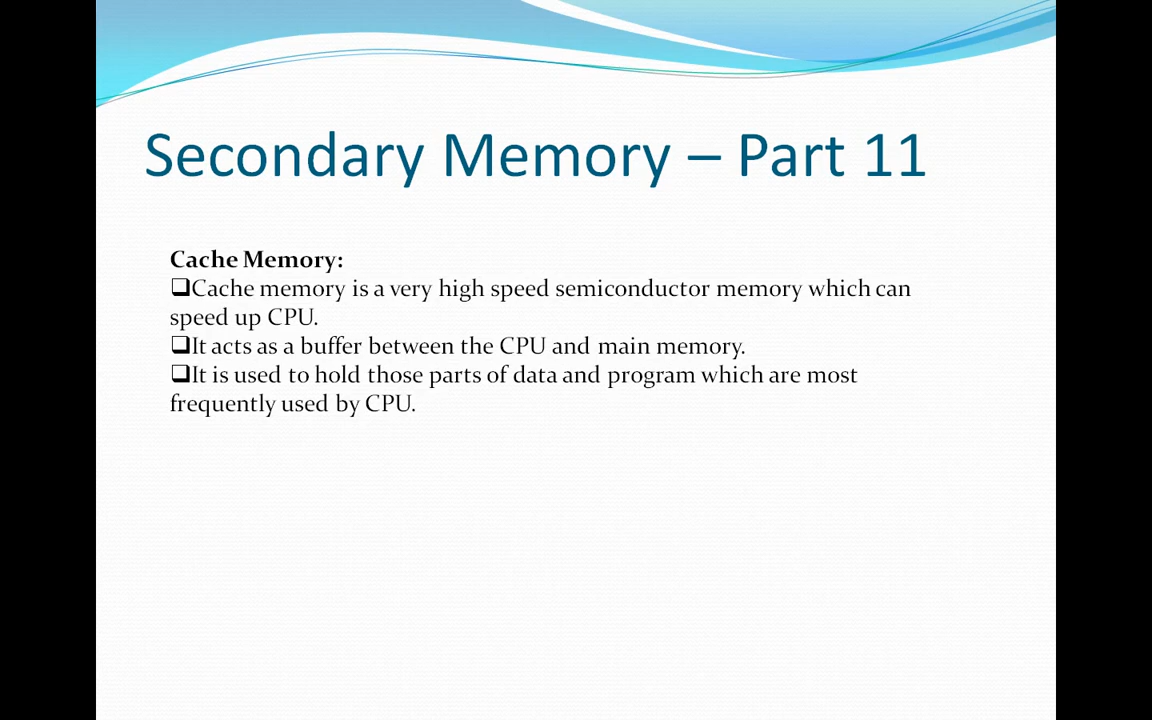 Secondary Memory – Part 11
Cache Memory:
❑Cache memory is a very high speed semiconductor memory which can
speed up CPU.
❑It acts as a buffer between the CPU and main memory.
❑It is used to hold those parts of data and program which are most
frequently used by CPU.